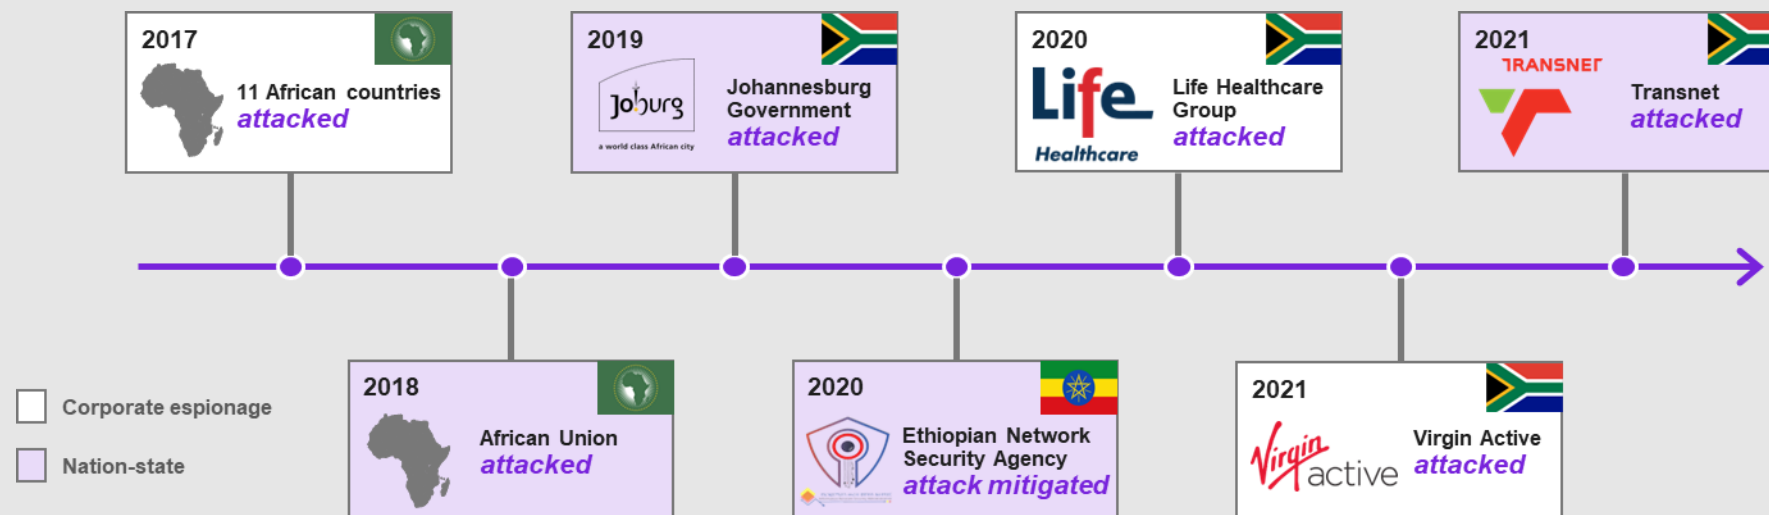 2017
11 African countries
attacked
2019
Joburg
a world class African city
Johannesburg
Government
attacked
2020
Life
Healthcare
Life Healthcare
Group
attacked
2021
TRANSNET
Transnet
attacked
Corporate espionage
Nation-state
2018
African Union
attacked
2020
Ethiopian Network
Security Agency
attack mitigated
2021
Virgin
active
Virgin Active
attacked